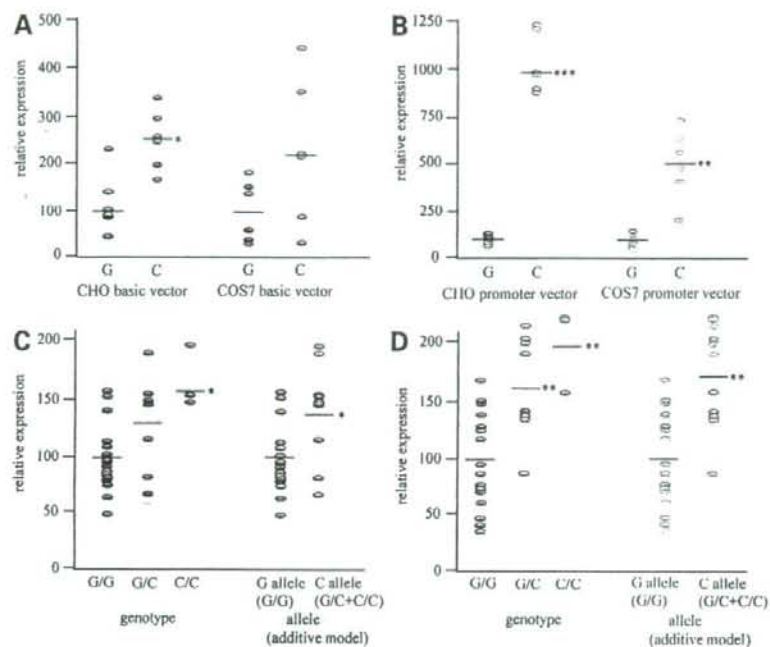 A
relative expression
500
400
300
200
100
0
*
G
C
G
C
CHO basic vector
COS7 basic vector
B
relative expression
1250
1000
750
500
250
0
***
**
G
C
G
C
CHO promoter vector
COS7 promoter vector
C
relative expression
200
150
100
50
0
*
*
G/G
G/C
C/C
G allele
(G/G)
C allele
(G/C+C/C)
genotype
allele
(additive model)
D
relative expression
200
150
100
50
0
**
**
**
G/G
G/C
C/C
G allele
(G/G)
C allele
(G/C+C/C)
genotype
allele
(additive model)